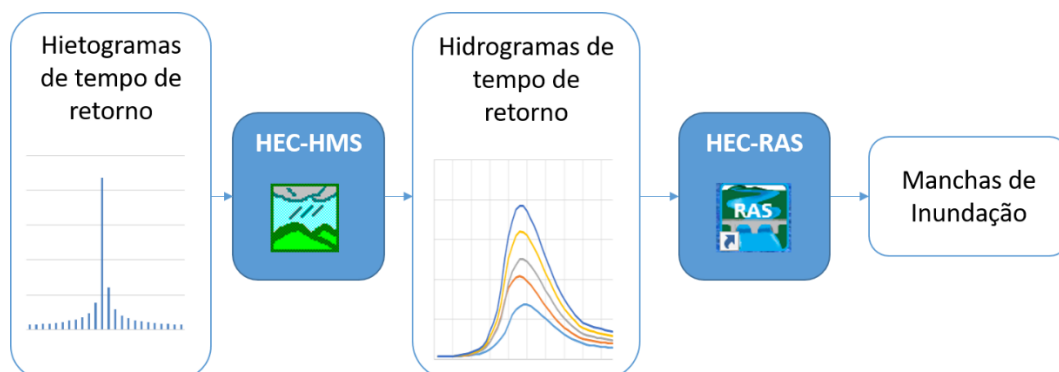 Hietogramas
de tempo de
retorno
HEC-HMS
Hidrogramas de
tempo de
retorno
HEC-RAS
RAS
Manchas de
Inundação